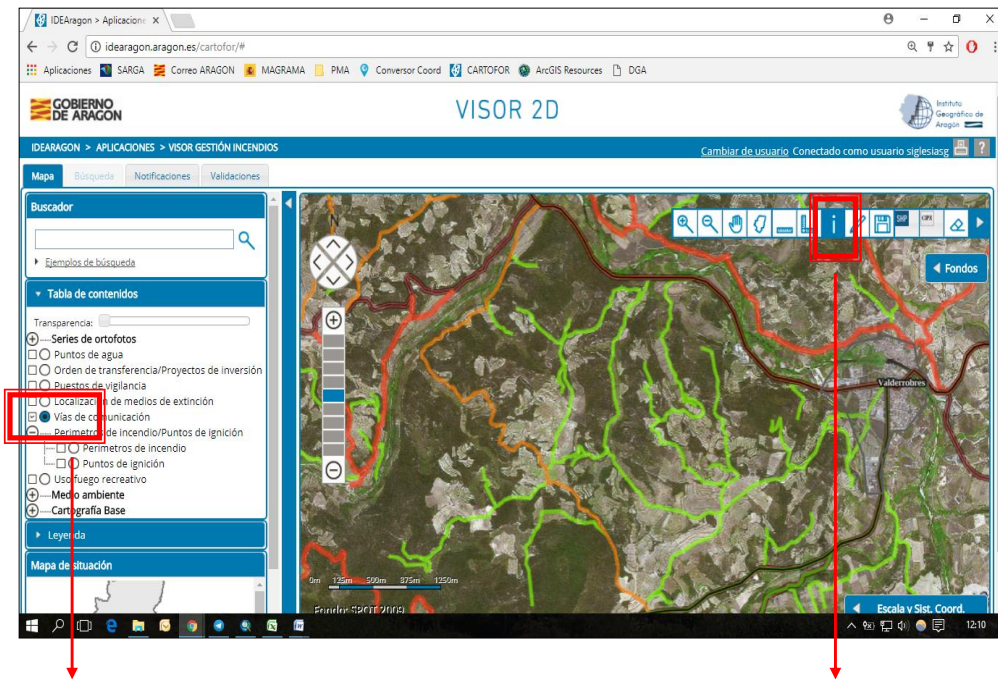 IDEAragon > Aplicacione
idearagon.aragon.es/cartofor/#
Aplicaciones SARGA Correo ARAGON MAGRAMA PMA Conversor Coord CARTOFOR ArcGIS Resources DGA
GOBIERNO
DE ARAGON
VISOR 2D
Instituto
Geográfico de
Aragón
IDEARAGON > APLICACIONES > VISOR GESTIÓN INCENDIOS
Cambiar de usuario Conectado como usuario siglesiasg
Mapa Búsqueda Notificaciones Validaciones
Buscador
Ejemplos de búsqueda
Tabla de contenidos
Transparencia:
Series de ortofotos
Puntos de agua
Orden de transferencia/Proyectos de inversión
Puestos de vigilancia
Localización de medios de extinción
Vías de comunicación
Perimetros de incendio/Puntos de ignición
Perimetros de incendio
Puntos de ignición
Uso fuego recreativo
Medio ambiente
Cartografía Base
Leyenda
Mapa de situación
N
i
SHP
GPX
Fondos
Valderrobres
0m 125m 500m 875m 1250m
Fondo: SPOT 2009
Escala y Sist. Coord.
12:10